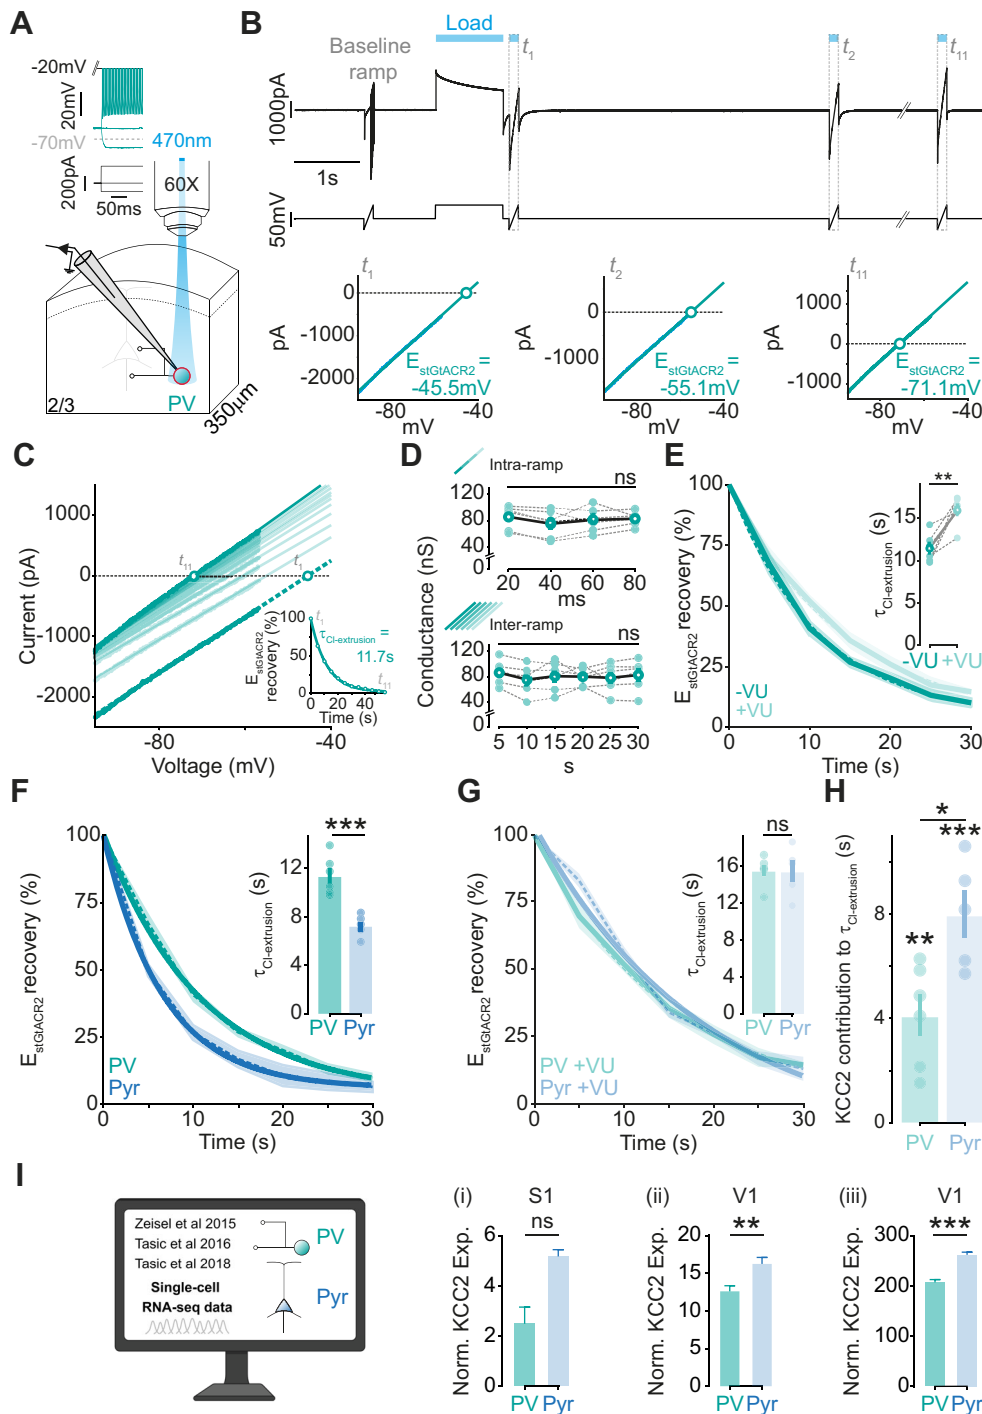 A
-20mV
20mV
-70mV
200pA
50ms
470nm
60X
2/3
PV
350µm
B
Load
Baseline
ramp
t1
t2
t11
1000pA
1s
50mV
t1
0
-1000
-2000
pA
EstGtACR2 =
-45.5mV
-80 -40
mV
t2
0
-1000
pA
EstGtACR2 =
-55.1mV
-80 -40
mV
t11
1000
0
-1000
pA
EstGtACR2 =
-71.1mV
-80 -40
mV
C
1000
0
-1000
-2000
Current (pA)
t11
t1
-80 -40
Voltage (mV)
100
50
0
EstGtACR2
recovery (%)
t1
τCl-extrusion =
11.7s
t11
0 20 40
Time (s)
D
Intra-ramp
ns
120
80
40
0
20 40 60 80
ms
Conductance (nS)
Inter-ramp
ns
120
80
40
0
5 10 15 20 25 30
s
E
100
75
50
25
0
EstGtACR2 recovery (%)
-VU
+VU
0 10 20 30
Time (s)
**
15
10
5
0
τCl-extrusion (s)
-VU +VU
F
100
75
50
25
0
EstGtACR2 recovery (%)
PV
Pyr
0 10 20 30
Time (s)
***
12
8
4
0
τCl-extrusion (s)
PV Pyr
G
100
75
50
25
0
EstGtACR2 recovery (%)
PV +VU
Pyr +VU
0 10 20 30
Time (s)
ns
16
12
8
4
0
τCl-extrusion (s)
PV Pyr
H
*
***
**
12
8
4
0
KCC2 contribution to τCl-extrusion (s)
PV Pyr
I
Zeisel et al 2015
Tasic et al 2016
Tasic et al 2018
Single-cell
RNA-seq data
PV
Pyr
(i) S1
ns
6
4
2
0
Norm. KCC2 Exp.
PV Pyr
(ii) V1
**
20
15
10
5
0
Norm. KCC2 Exp.
PV Pyr
(iii) V1
***
300
200
100
0
Norm. KCC2 Exp.
PV Pyr